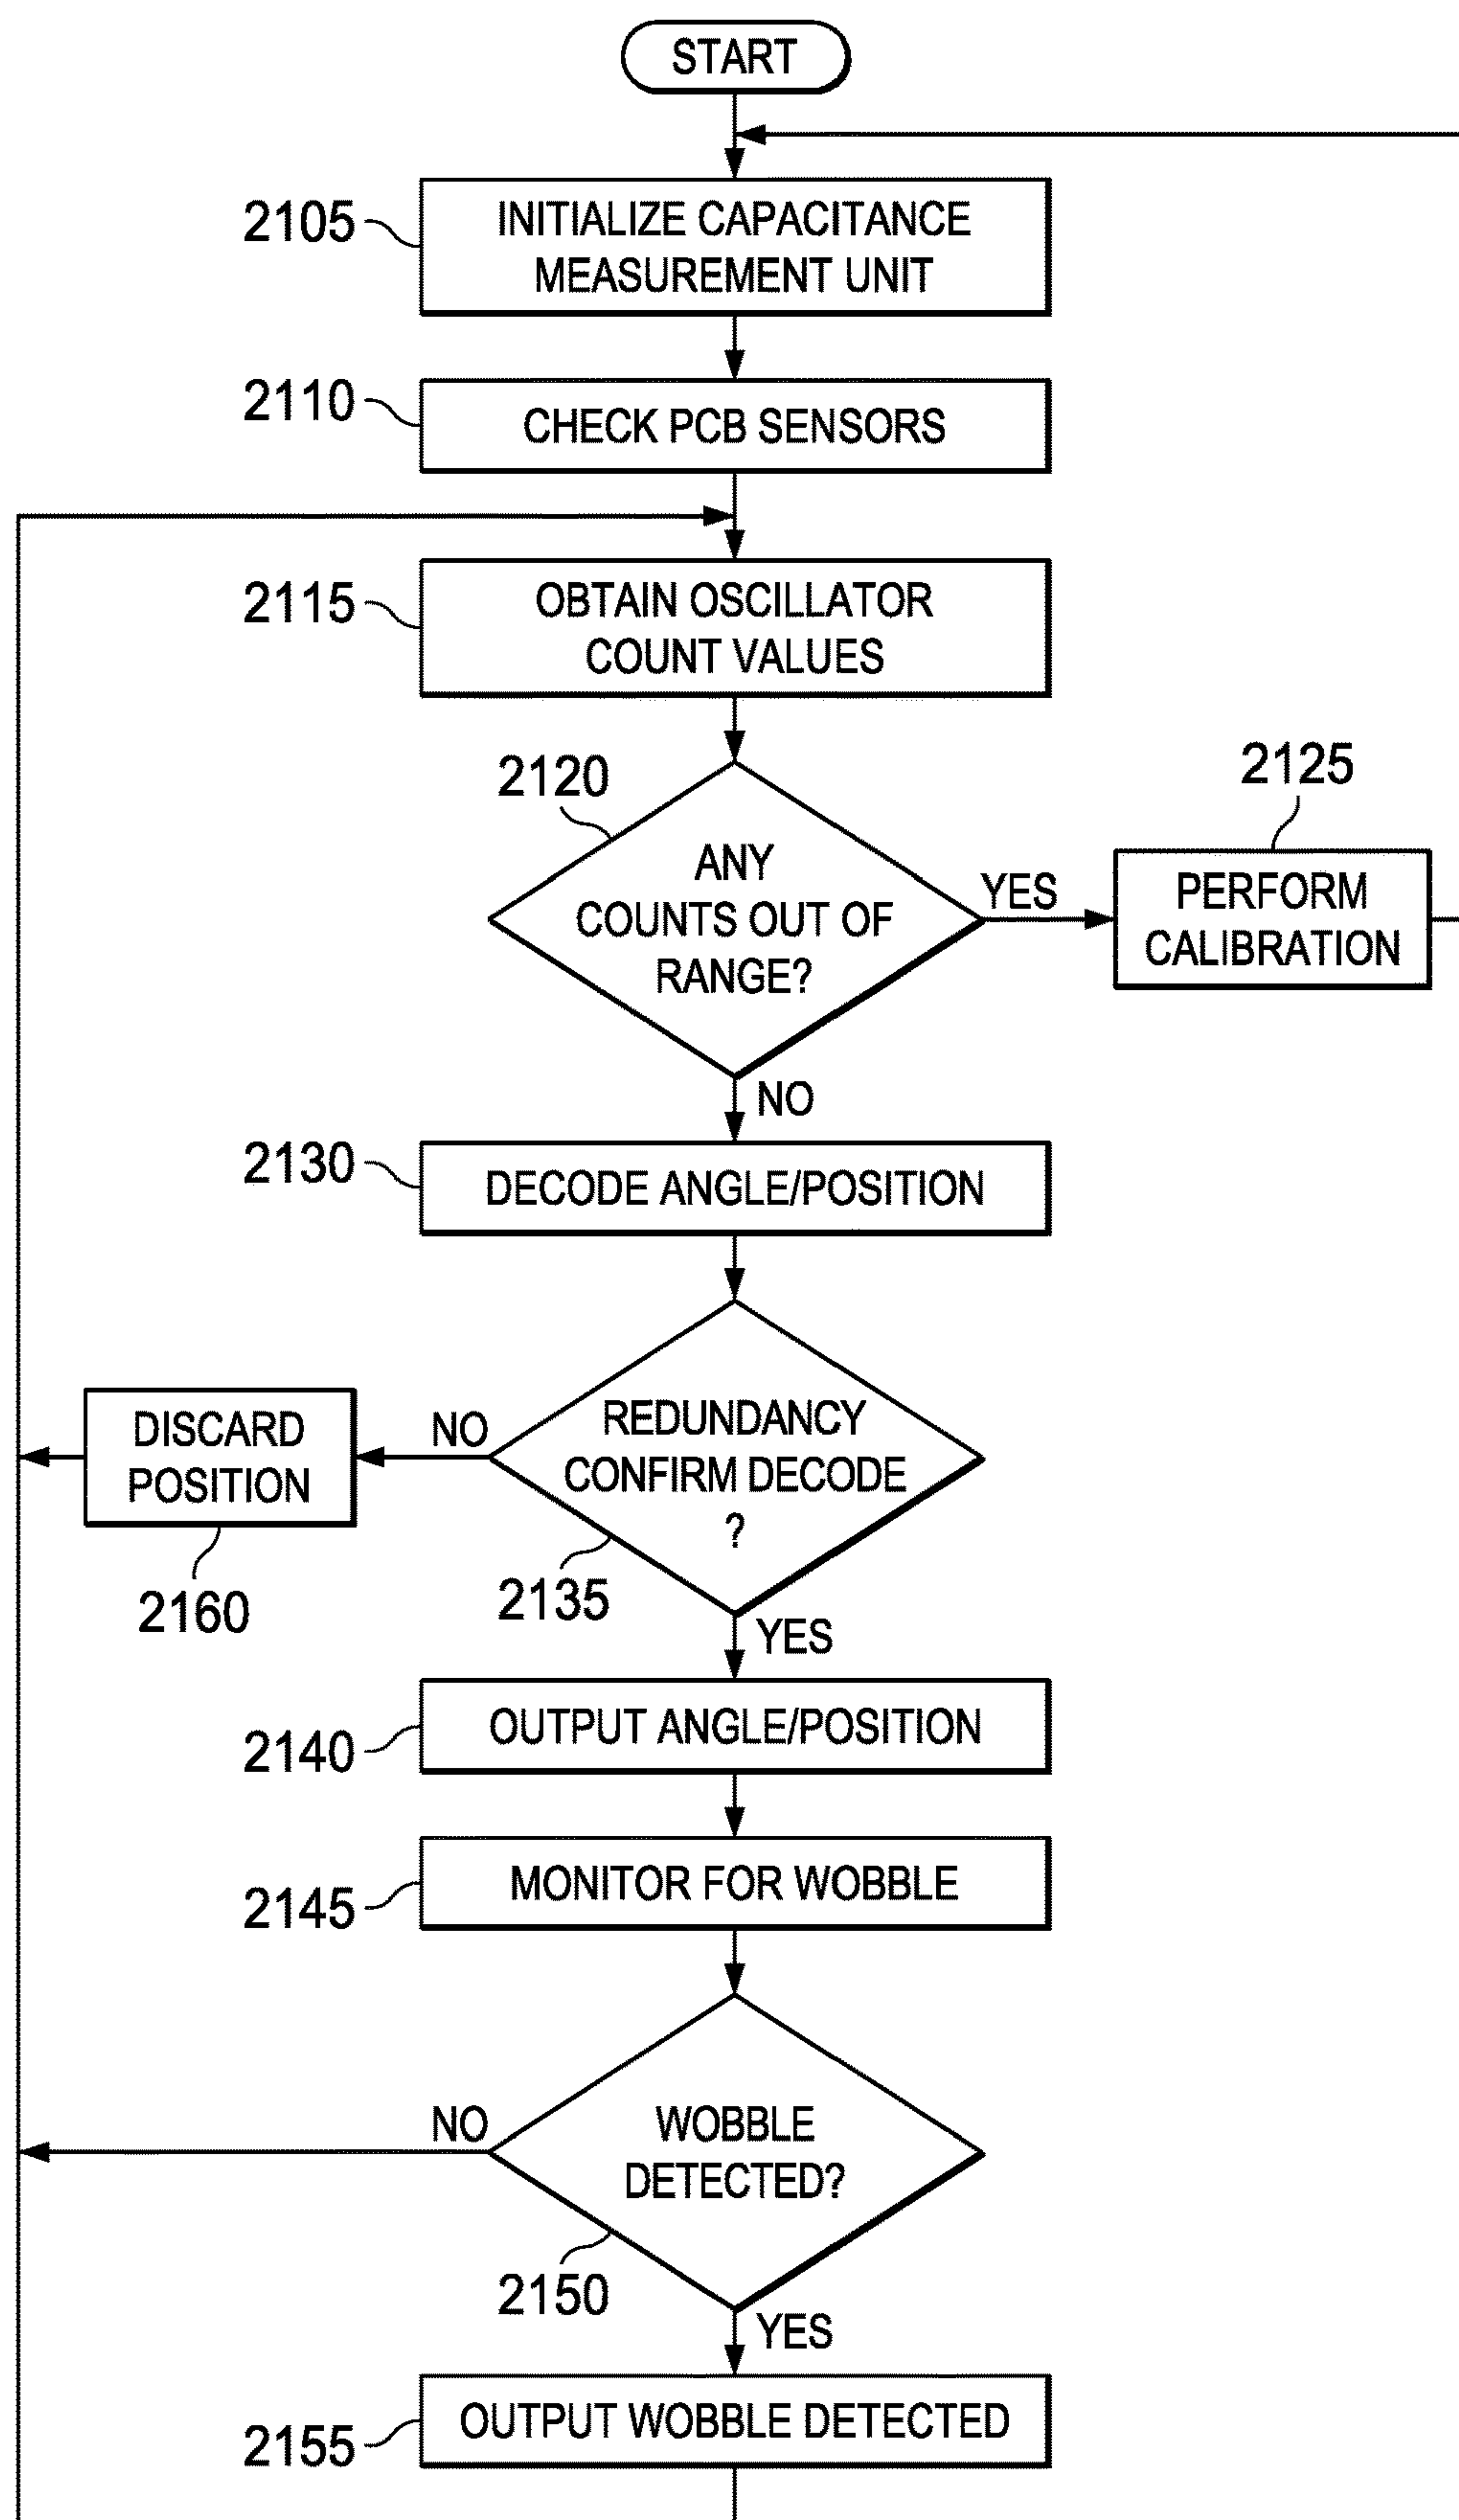 START
2105
INITIALIZE CAPACITANCE
MEASUREMENT UNIT
2110
CHECK PCB SENSORS
2115
OBTAIN OSCILLATOR
COUNT VALUES
2120
ANY
COUNTS OUT OF
RANGE?
YES
2125
PERFORM
CALIBRATION
NO
2130
DECODE ANGLE/POSITION
REDUNDANCY
CONFIRM DECODE
?
2135
NO
DISCARD
POSITION
2160
YES
2140
OUTPUT ANGLE/POSITION
2145
MONITOR FOR WOBBLE
NO
WOBBLE
DETECTED?
2150
YES
2155
OUTPUT WOBBLE DETECTED